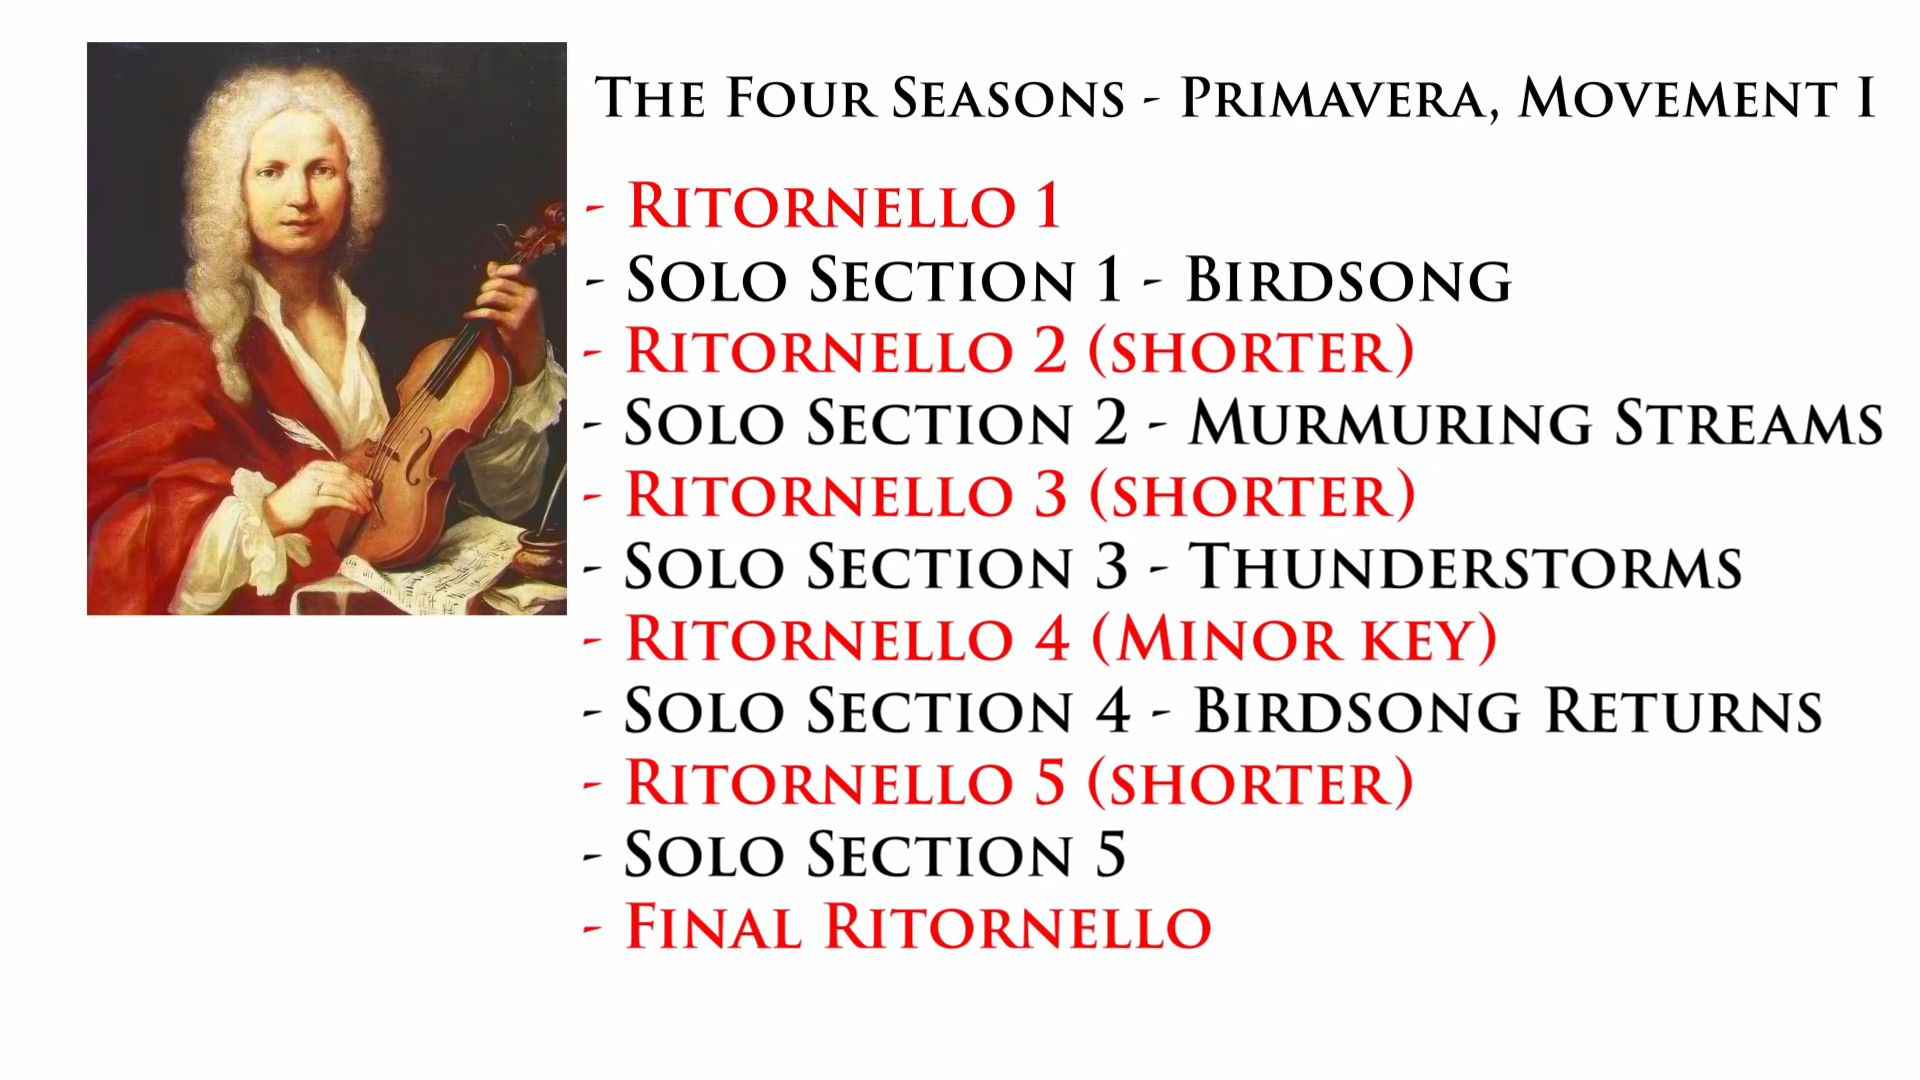 The Four Seasons - Primavera, Movement I
- Ritornello 1
- Solo Section 1 - Birdsong
- Ritornello 2 (shorter)
- Solo Section 2 - Murmuring Streams
- Ritornello 3 (shorter)
- Solo Section 3 - Thunderstorms
- Ritornello 4 (Minor key)
- Solo Section 4 - Birdsong Returns
- Ritornello 5 (shorter)
- Solo Section 5
- Final Ritornello